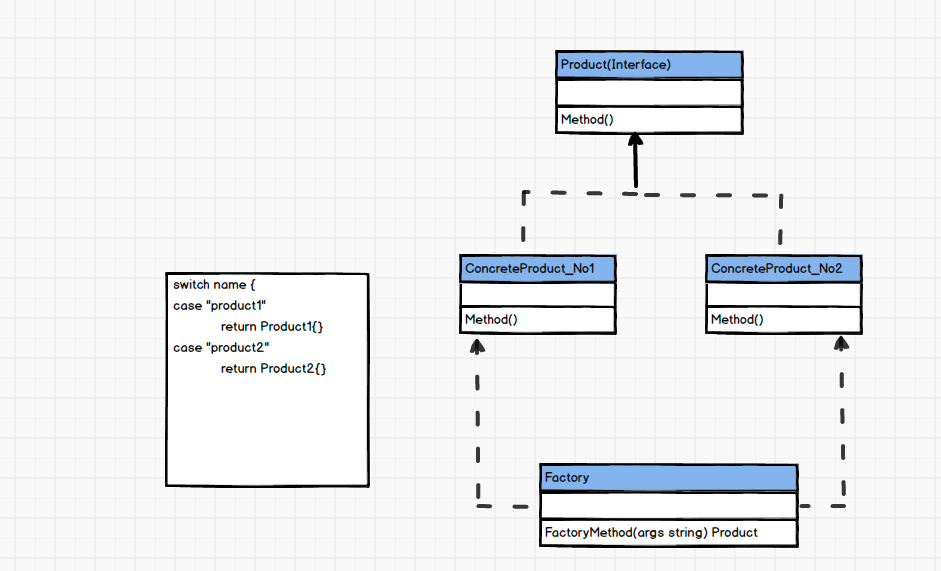 Product(Interface)
Method()
ConcreteProduct_No1
Method()
ConcreteProduct_No2
Method()
switch name {
case "product1"
return Product1{}
case "product2"
return Product2{}
Factory
FactoryMethod(args string) Product